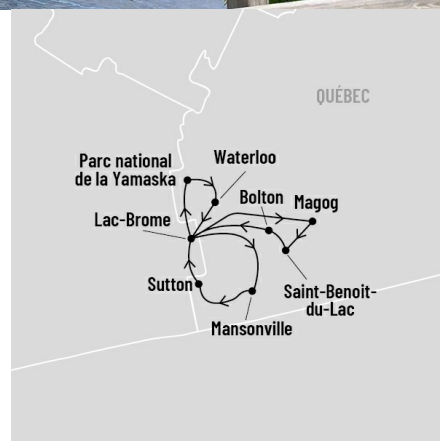 QUÉBEC
Parc national
de la Yamaska
Waterloo
Bolton
Magog
Lac-Brome
Sutton
Saint-Benoit-
du-Lac
Mansonville